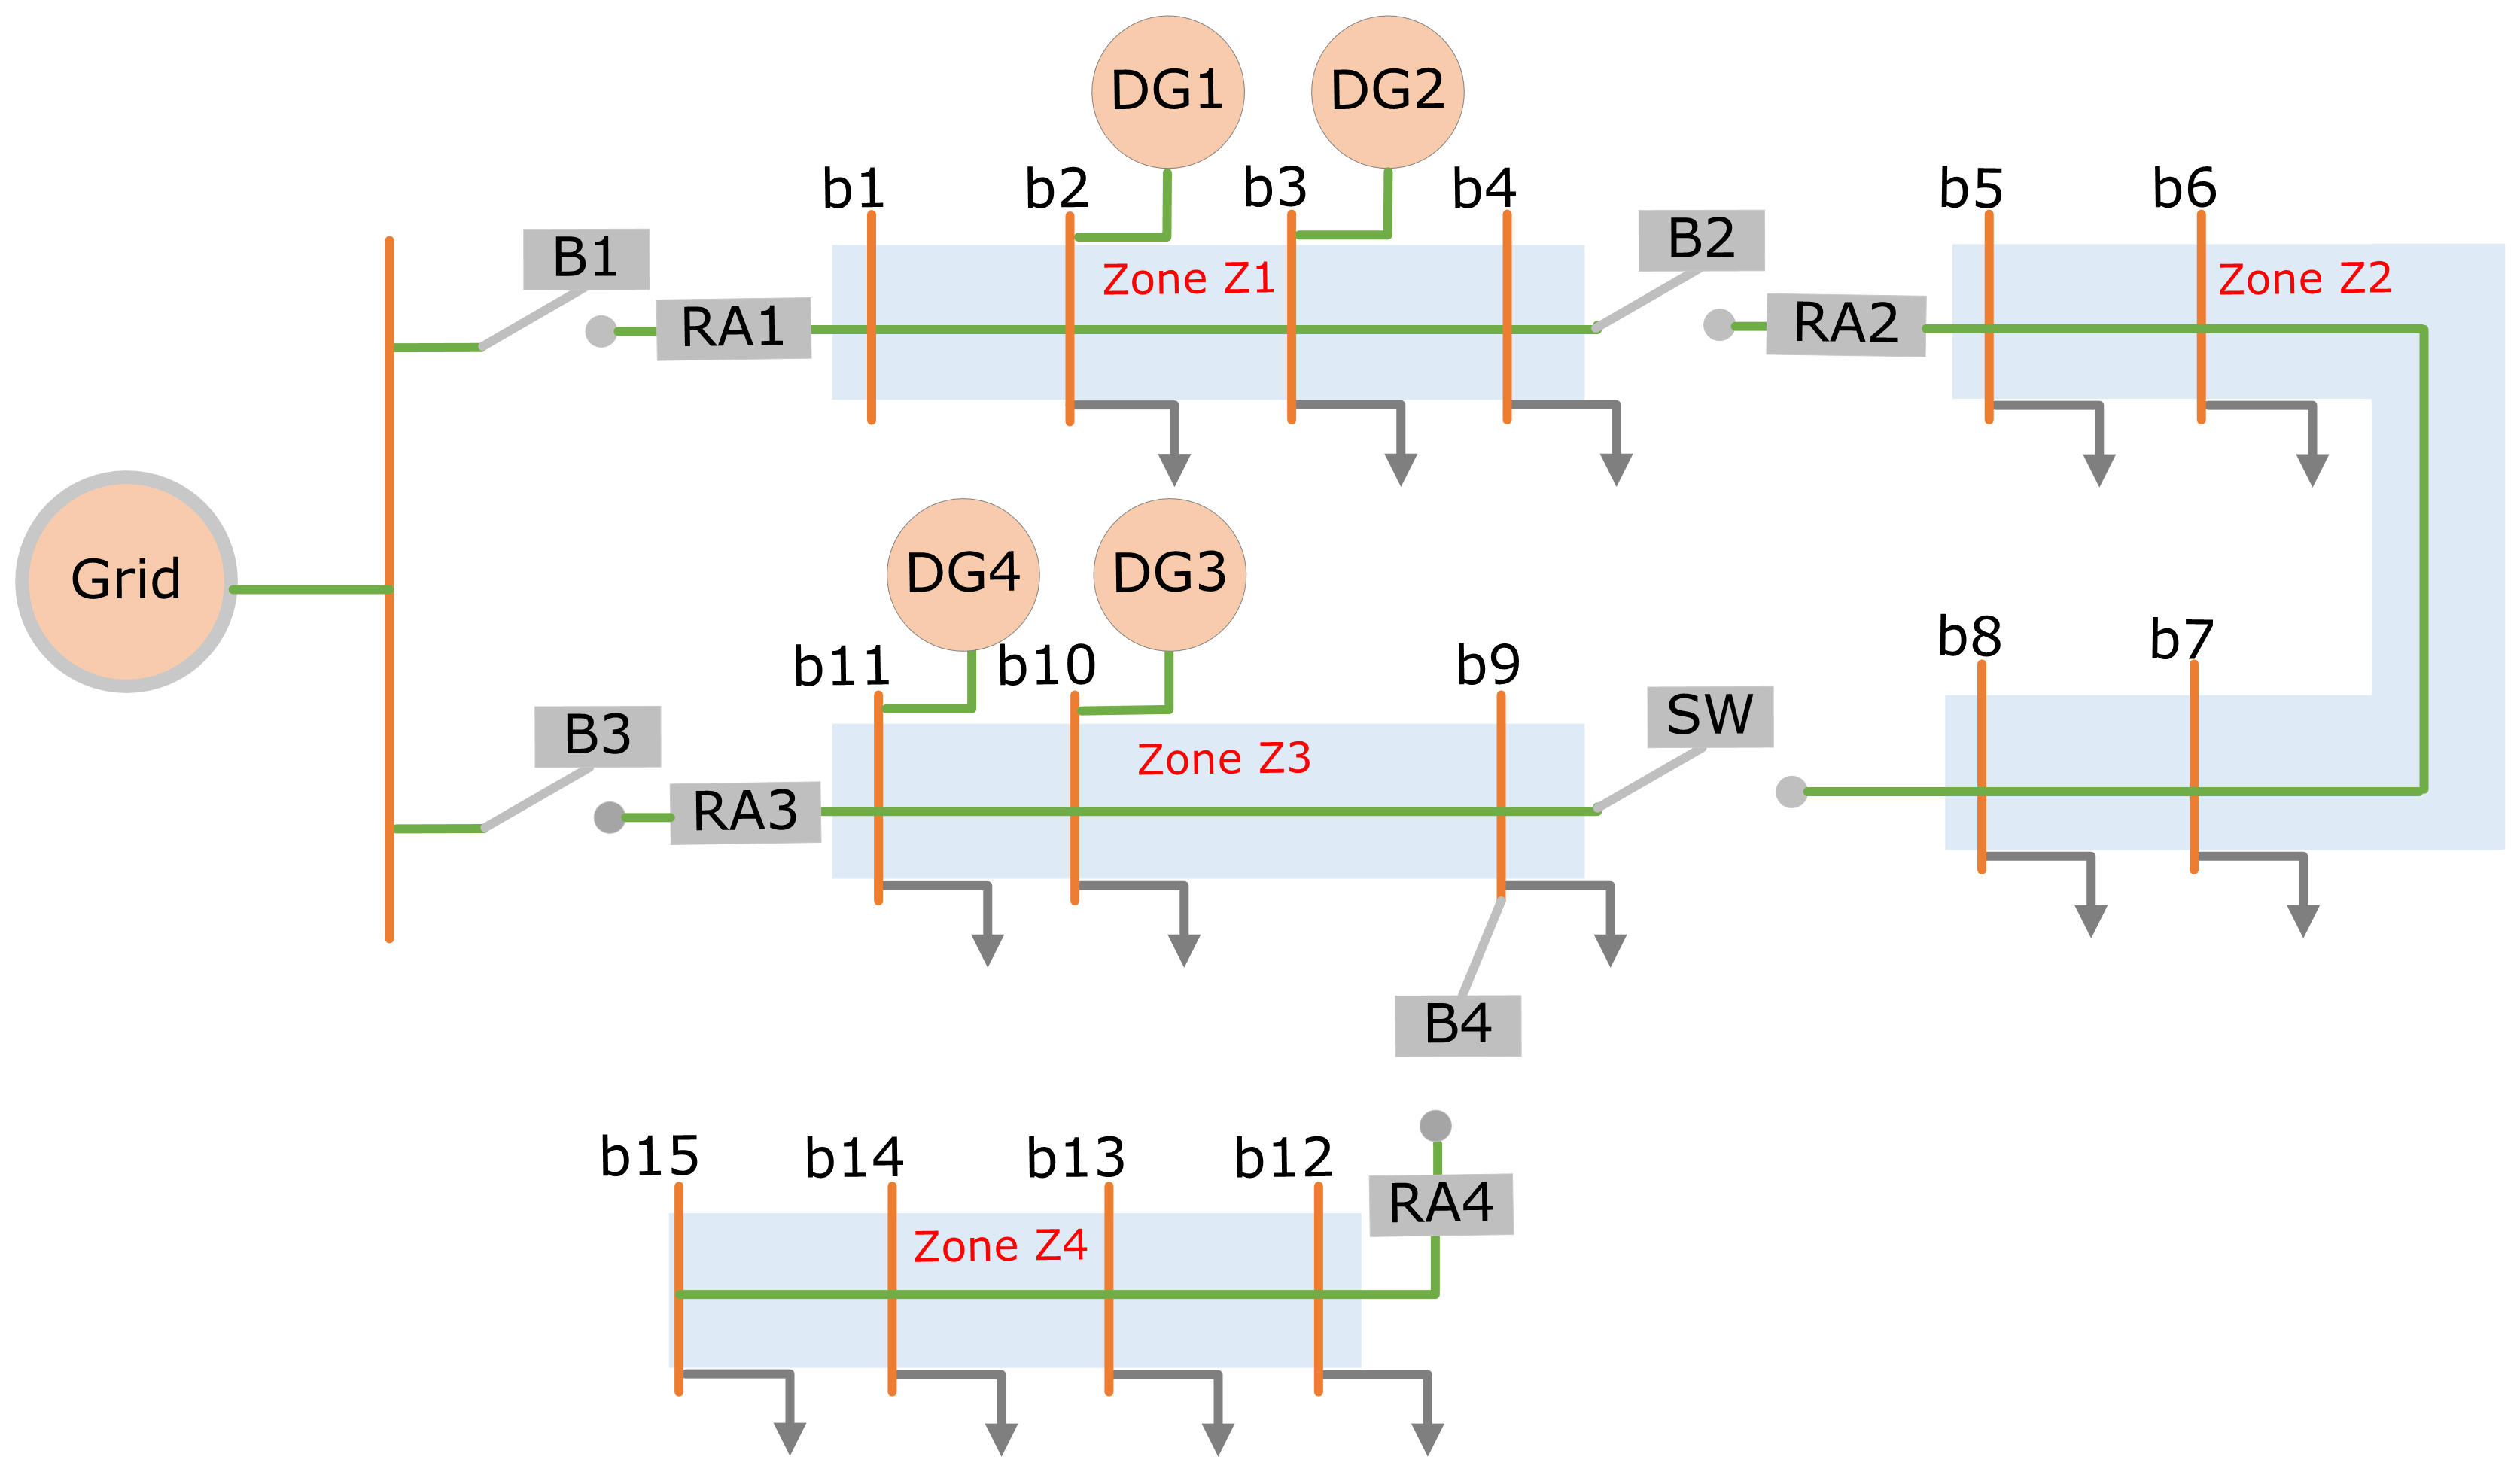 DG1
DG2
b1
b2
b3
b4
b5
b6
B1
B2
Zone Z1
Zone Z2
RA1
RA2
Grid
DG4
DG3
b11
b10
b9
b8
b7
B3
SW
Zone Z3
RA3
B4
b15
b14
b13
b12
RA4
Zone Z4